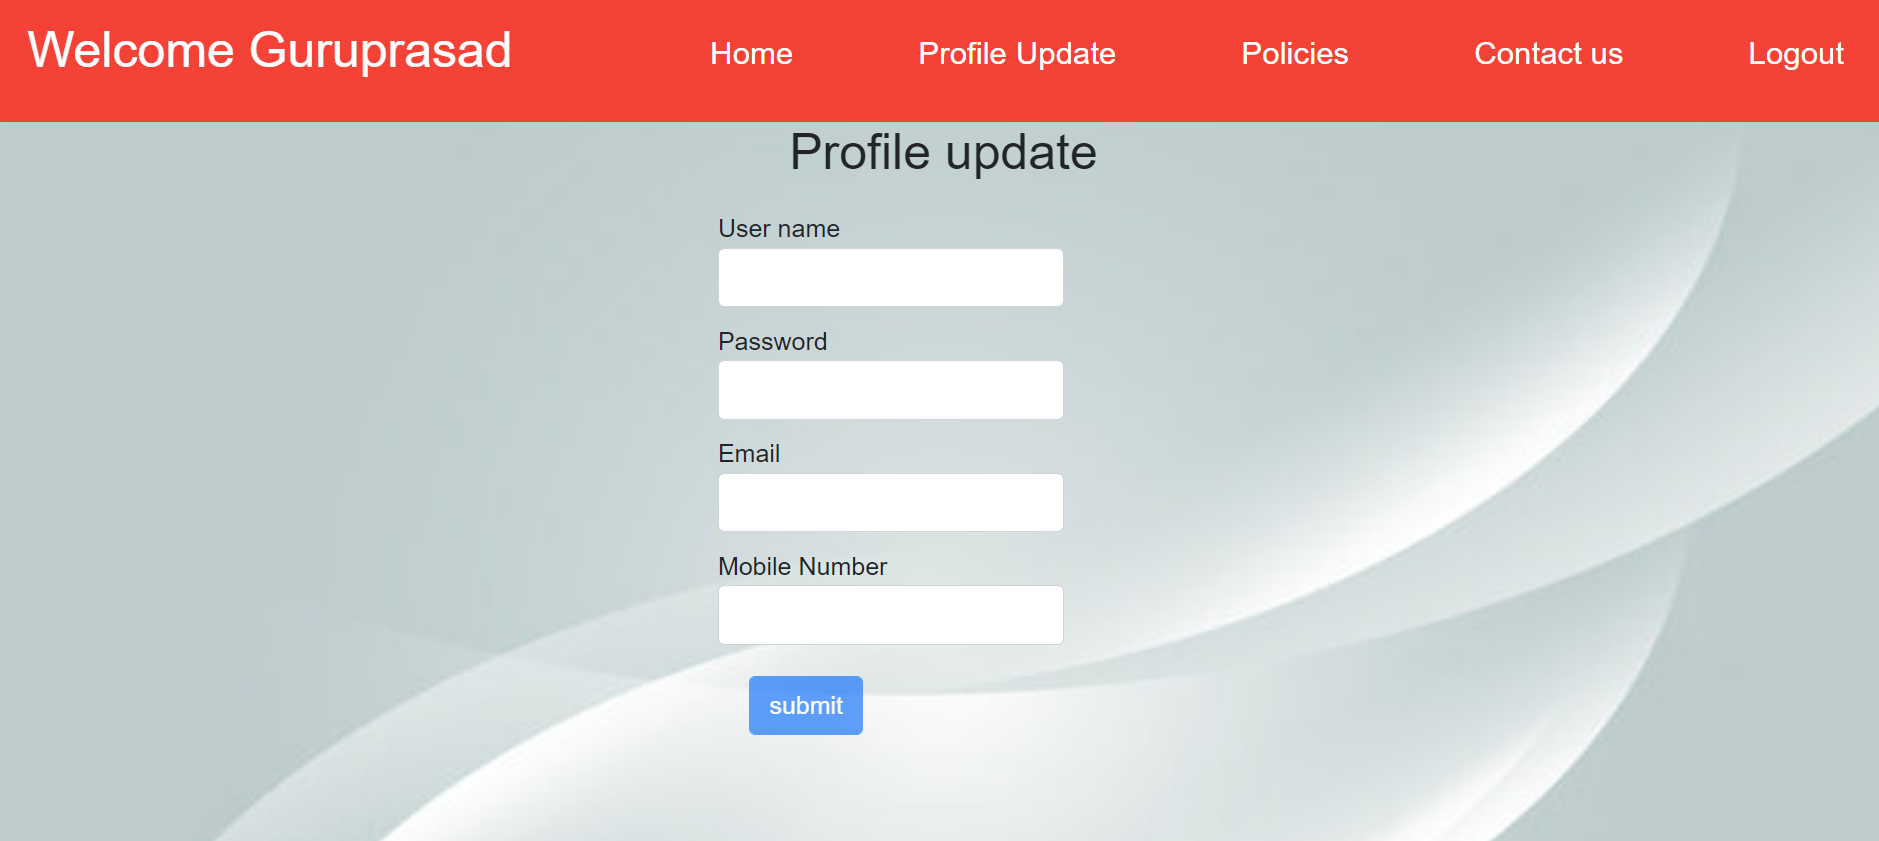 Welcome Guruprasad Home Profile Update Policies Contact us Logout
Profile update
User name
Password
Email
Mobile Number
submit